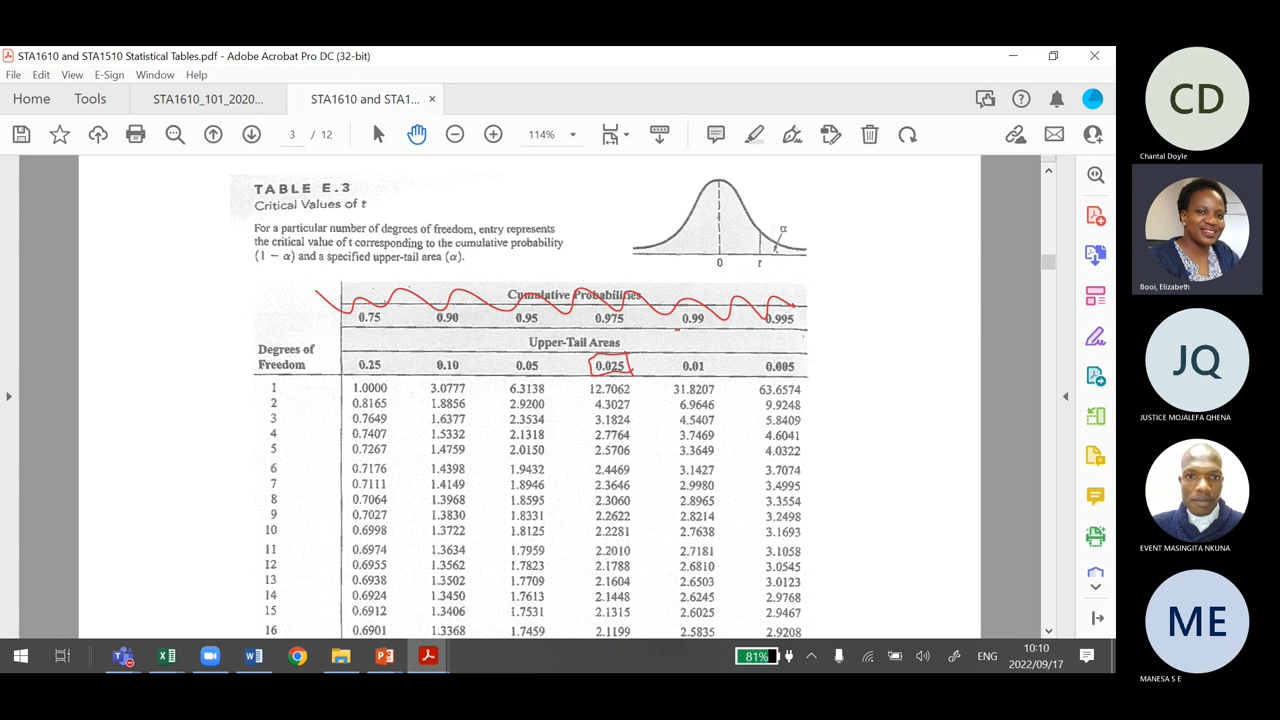 STA1610 and STA1510 Statistical Tables.pdf - Adobe Acrobat Pro DC (32-bit)
File Edit View E-Sign Window Help
Home Tools STA1610_101_2020... STA1610 and STA1... ×
3 / 12 114%
TABLE E.3
Critical Values of t
For a particular number of degrees of freedom, entry represents
the critical value of t corresponding to the cumulative probability
(1 − α) and a specified upper-tail area (α).
α
0 t
Cumulative Probabilities
0.75 0.90 0.95 0.975 0.99 0.995
Upper-Tail Areas
Degrees of
Freedom 0.25 0.10 0.05 0.025 0.01 0.005
1 1.0000 3.0777 6.3138 12.7062 31.8207 63.6574
2 0.8165 1.8856 2.9200 4.3027 6.9646 9.9248
3 0.7649 1.6377 2.3534 3.1824 4.5407 5.8409
4 0.7407 1.5332 2.1318 2.7764 3.7469 4.6041
5 0.7267 1.4759 2.0150 2.5706 3.3649 4.0322
6 0.7176 1.4398 1.9432 2.4469 3.1427 3.7074
7 0.7111 1.4149 1.8946 2.3646 2.9980 3.4995
8 0.7064 1.3968 1.8595 2.3060 2.8965 3.3554
9 0.7027 1.3830 1.8331 2.2622 2.8214 3.2498
10 0.6998 1.3722 1.8125 2.2281 2.7638 3.1693
11 0.6974 1.3634 1.7959 2.2010 2.7181 3.1058
12 0.6955 1.3562 1.7823 2.1788 2.6810 3.0545
13 0.6938 1.3502 1.7709 2.1604 2.6503 3.0123
14 0.6924 1.3450 1.7613 2.1448 2.6245 2.9768
15 0.6912 1.3406 1.7531 2.1315 2.6025 2.9467
16 0.6901 1.3368 1.7459 2.1199 2.5835 2.9208
81% ENG 10:10
2022/09/17
CD
Chantal Doyle
Booi, Elizabeth
JQ
JUSTICE MOJALEFA QHENA
EVENT MASINGITA NKUNA
ME
MANESA S E